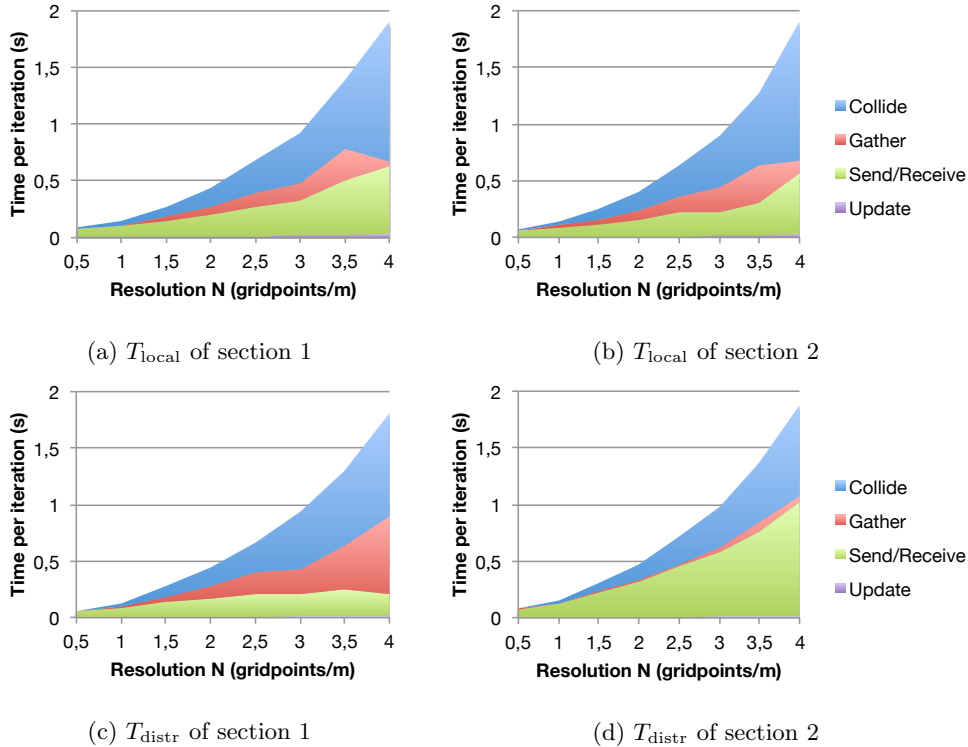 2
1,5
1
0,5
0
Time per iteration (s)
0,5 1 1,5 2 2,5 3 3,5 4
Resolution N (gridpoints/m)
(a) T_local of section 1
2
1,5
1
0,5
0
Time per iteration (s)
0,5 1 1,5 2 2,5 3 3,5 4
Resolution N (gridpoints/m)
Collide
Gather
Send/Receive
Update
(b) T_local of section 2
2
1,5
1
0,5
0
Time per iteration (s)
0,5 1 1,5 2 2,5 3 3,5 4
Resolution N (gridpoints/m)
(c) T_distr of section 1
2
1,5
1
0,5
0
Time per iteration (s)
0,5 1 1,5 2 2,5 3 3,5 4
Resolution N (gridpoints/m)
Collide
Gather
Send/Receive
Update
(d) T_distr of section 2